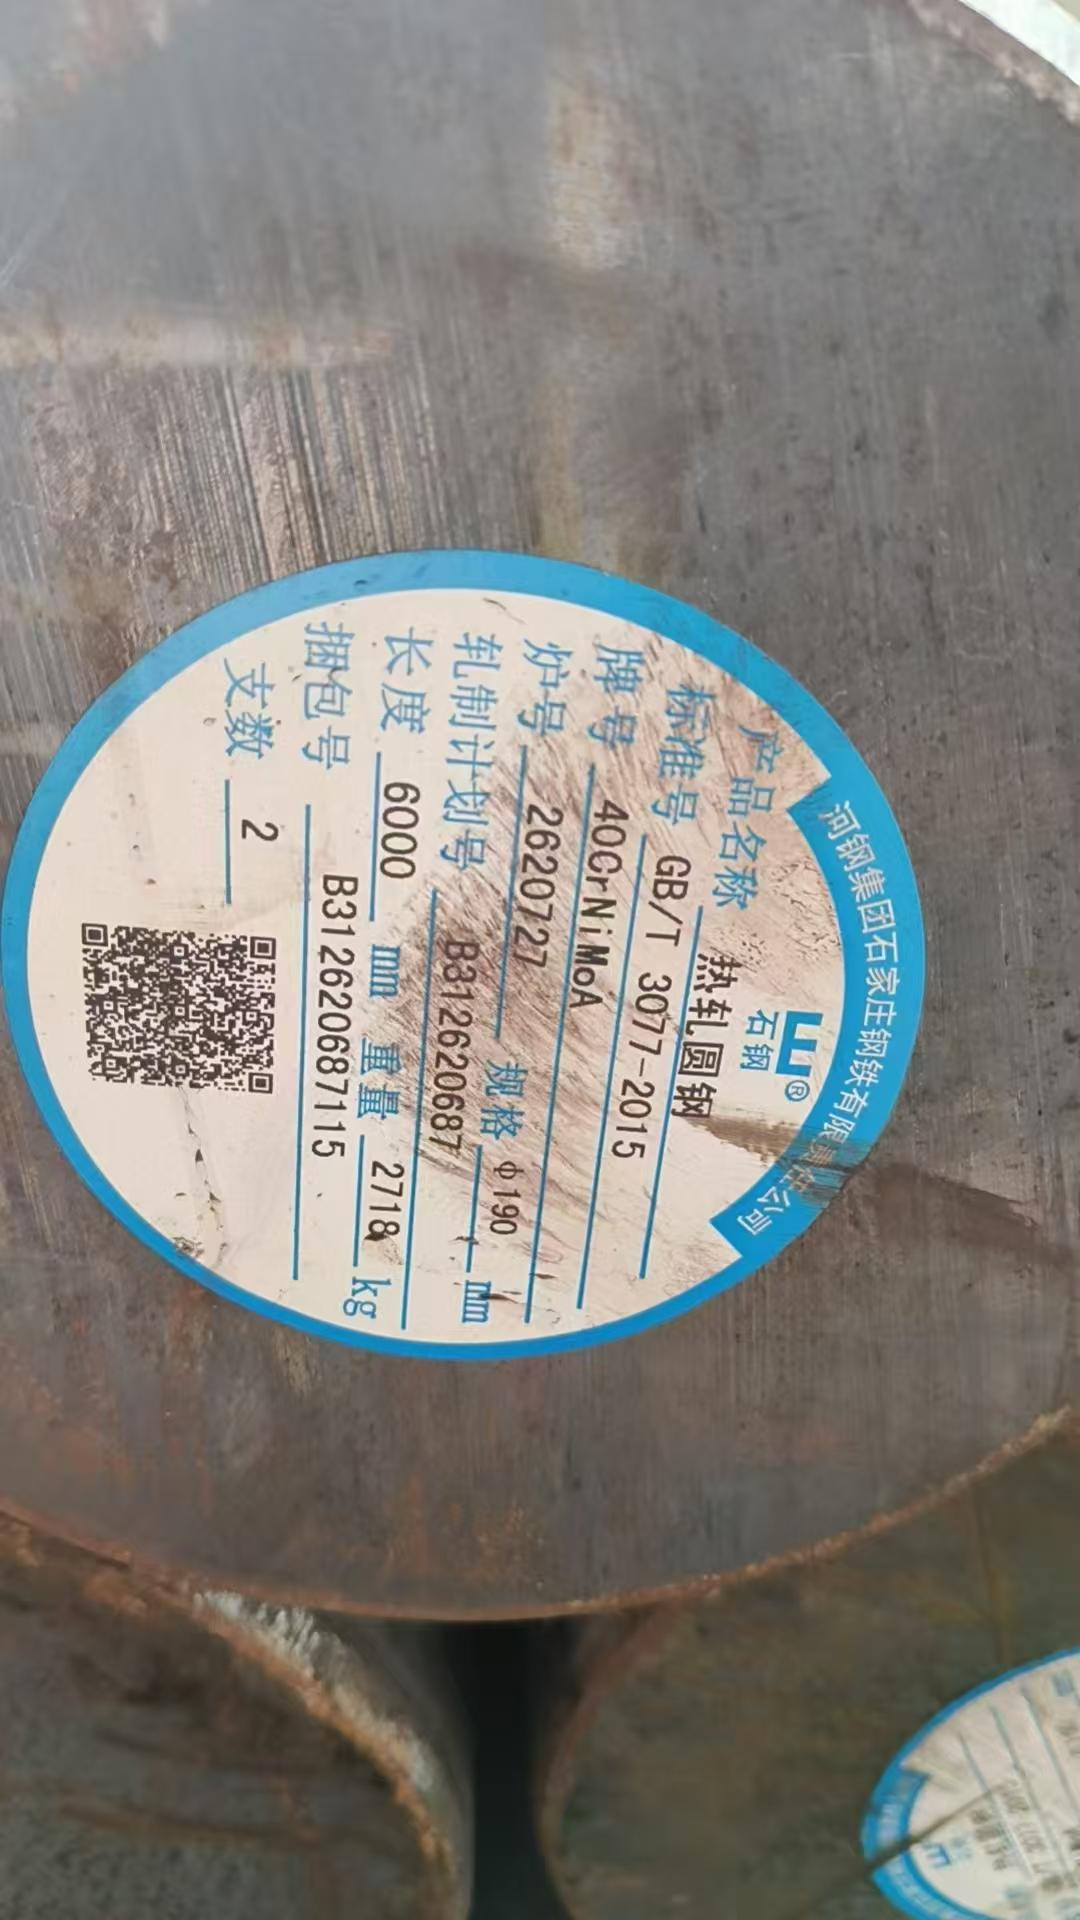 河钢集团石家庄钢铁有限责任公司
®
石钢
产品名称 热轧圆钢
标准号 GB/T 3077-2015
牌号 40CrNiMoA
炉号 2620727 规格 Φ190 mm
轧制计划号 B312620687
长度 6000 mm 重量 2718 kg
捆包号 B312620687115
支数 2